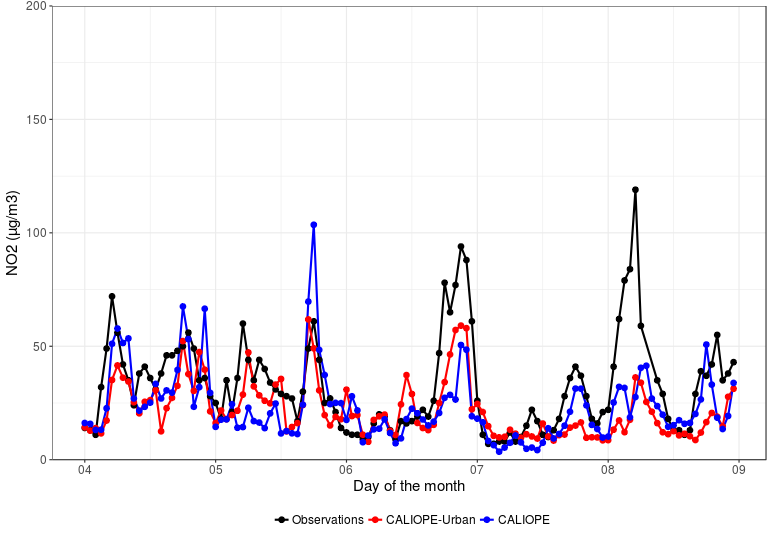 200
150
100
50
0
NO2 (µg/m3)
04 05 06 07 08 09
Day of the month
Observations CALIOPE-Urban CALIOPE